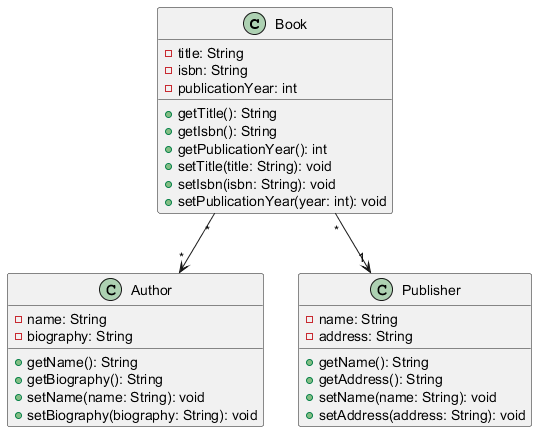 C Book
title: String
isbn: String
publicationYear: int
getTitle(): String
getIsbn(): String
getPublicationYear(): int
setTitle(title: String): void
setIsbn(isbn: String): void
setPublicationYear(year: int): void
* *
* 1
C Author
name: String
biography: String
getName(): String
getBiography(): String
setName(name: String): void
setBiography(biography: String): void
C Publisher
name: String
address: String
getName(): String
getAddress(): String
setName(name: String): void
setAddress(address: String): void